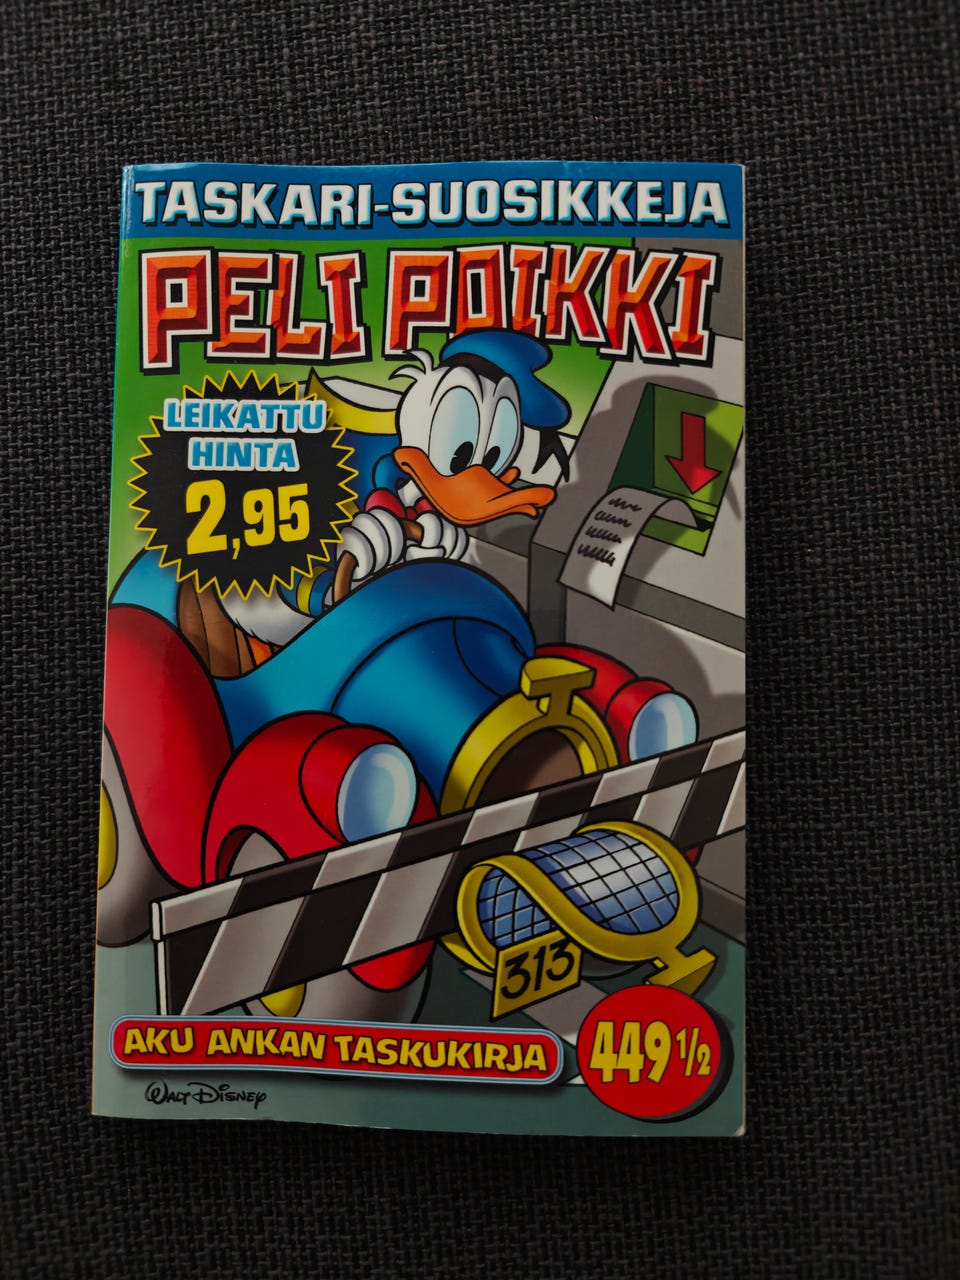 TASKARI-SUOSIKKEJA
PELI POIKKI
LEIKATTU
HINTA
2,95
313
AKU ANKAN TASKUKIRJA
449 1/2
WALT DISNEY